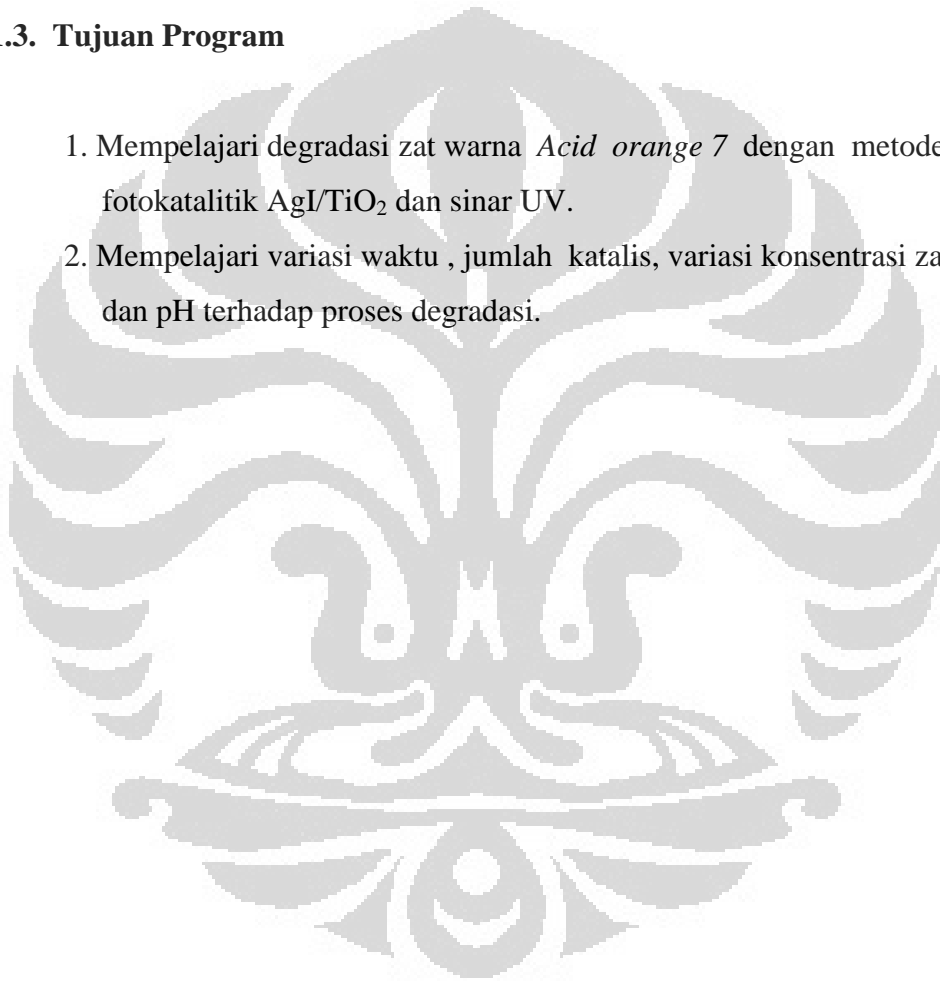 .3. Tujuan Program
1. Mempelajari degradasi zat warna Acid orange 7 dengan metode
fotokatalitik AgI/TiO₂ dan sinar UV.
2. Mempelajari variasi waktu , jumlah katalis, variasi konsentrasi za
dan pH terhadap proses degradasi.